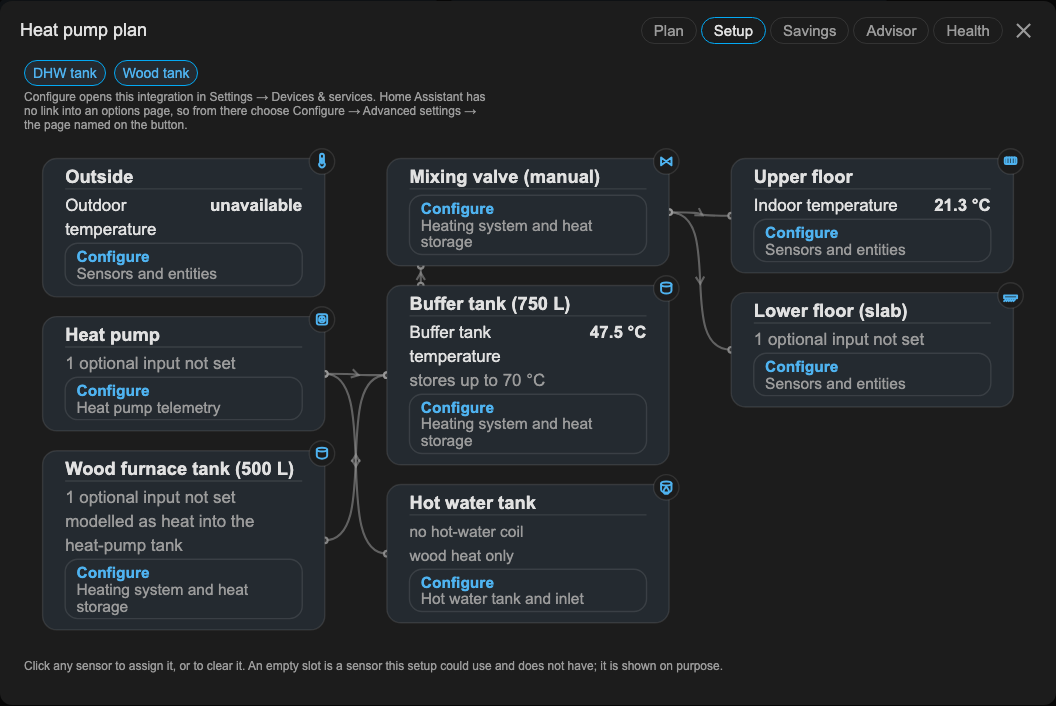 Heat pump plan
Plan
Setup
Savings
Advisor
Health
DHW tank
Wood tank
Configure opens this integration in Settings → Devices & services. Home Assistant has
no link into an options page, so from there choose Configure → Advanced settings →
the page named on the button.
Outside
Outdoor temperature unavailable
Configure
Sensors and entities
Heat pump
1 optional input not set
Configure
Heat pump telemetry
Wood furnace tank (500 L)
1 optional input not set
modelled as heat into the
heat-pump tank
Configure
Heating system and heat
storage
Mixing valve (manual)
Configure
Heating system and heat
storage
Buffer tank (750 L)
Buffer tank temperature 47.5 °C
stores up to 70 °C
Configure
Heating system and heat
storage
Hot water tank
no hot-water coil
wood heat only
Configure
Hot water tank and inlet
Upper floor
Indoor temperature 21.3 °C
Configure
Sensors and entities
Lower floor (slab)
1 optional input not set
Configure
Sensors and entities
Click any sensor to assign it, or to clear it. An empty slot is a sensor this setup could use and does not have; it is shown on purpose.